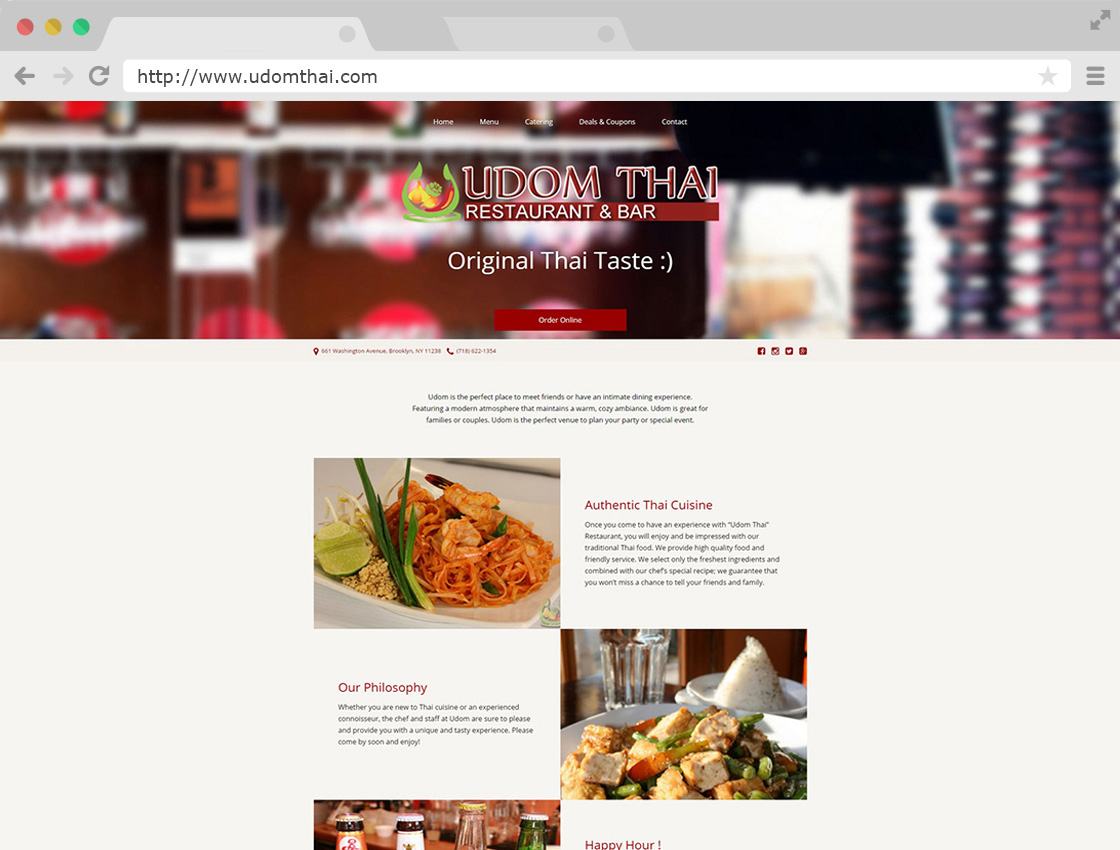 http://www.udomthai.com
Home Menu Catering Deals & Coupons Contact
UDOM THAI
RESTAURANT & BAR
Original Thai Taste :)
Order Online
661 Washington Avenue, Brooklyn, NY 11238 (718) 622-1354
Udom is the perfect place to meet friends or have an intimate dining experience.
Featuring a modern atmosphere that maintains a warm, cozy ambiance. Udom is great for
families or couples. Udom is the perfect venue to plan your party or special event.
Authentic Thai Cuisine
Once you come to have an experience with “Udom Thai”
Restaurant, you will enjoy and be impressed with our
traditional Thai food. We provide high quality food and
friendly service. We select only the freshest ingredients and
combined with our chef's special recipe; we guarantee that
you won't miss a chance to tell your friends and family.
Our Philosophy
Whether you are new to Thai cuisine or an experienced
connoisseur, the chef and staff at Udom are sure to please
and provide you with a unique and tasty experience. Please
come by soon and enjoy!
Happy Hour !